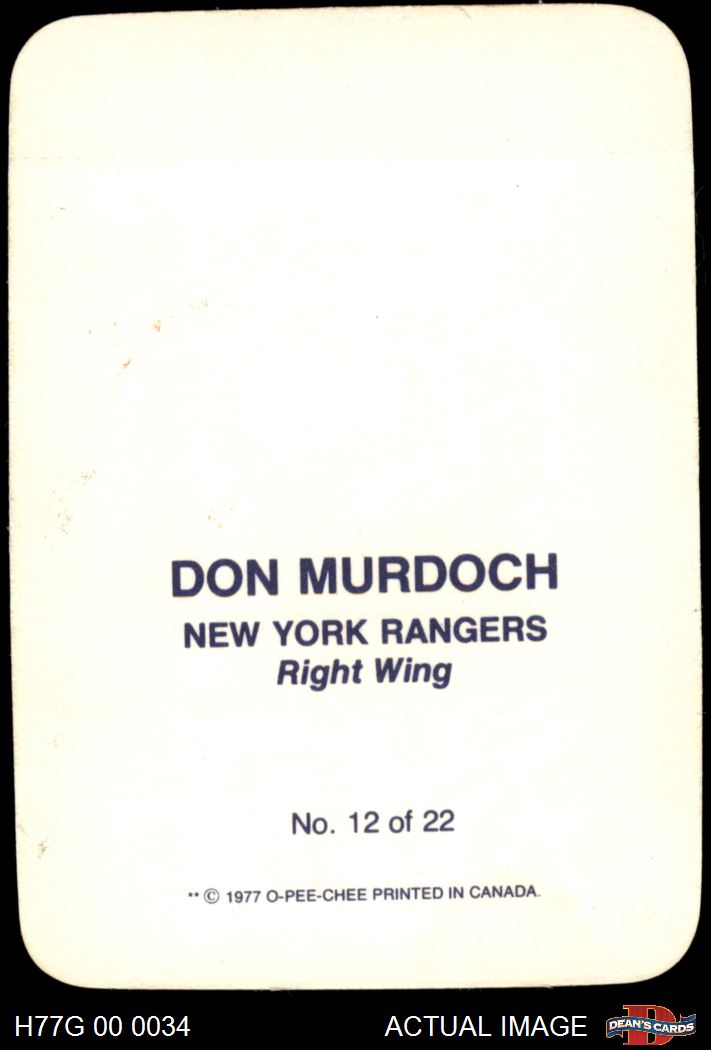 DON MURDOCH
NEW YORK RANGERS
Right Wing
No. 12 of 22
** © 1977 O-PEE-CHEE PRINTED IN CANADA.
H77G 00 0034 ACTUAL IMAGE D DEAN'S CARDS